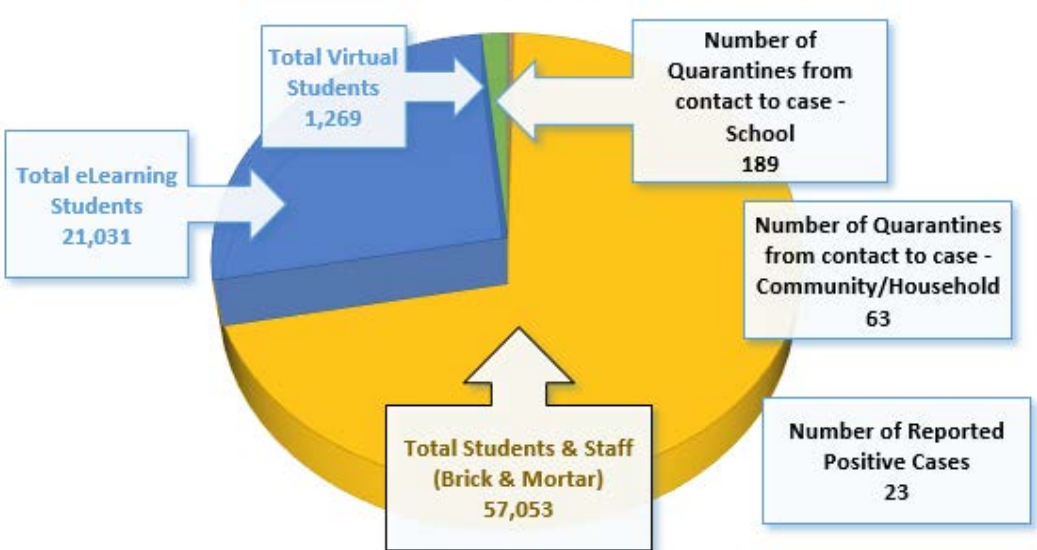 Total Virtual
Students
1,269
Number of
Quarantines from
contact to case -
School
189
Total eLearning
Students
21,031
Number of Quarantines
from contact to case -
Community/Household
63
Total Students & Staff
(Brick & Mortar)
57,053
Number of Reported
Positive Cases
23